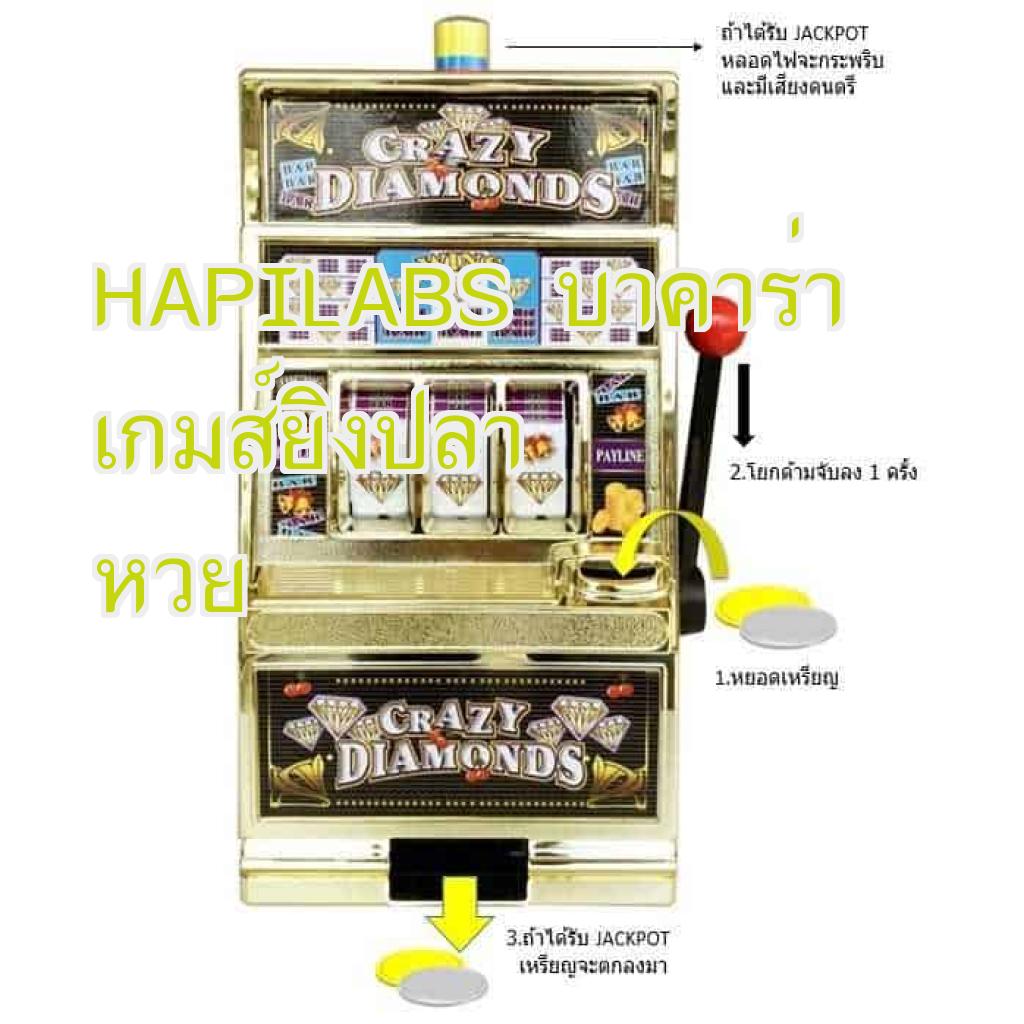 ถ้าได้รับ JACKPOT
หลอดไฟจะกระพริบ
และมีเสียงดนตรี
CRAZY
DIAMONDS
BAR
BAR
HAPILABS บาคาร่า
เกมส์ยิงปลา
หวย
BAR
PAYLINE
BAR
2.โยกด้ามจับลง 1 ครั้ง
1.หยอดเหรียญ
CRAZY
DIAMONDS
3.ถ้าได้รับ JACKPOT
เหรียญจะตกลงมา